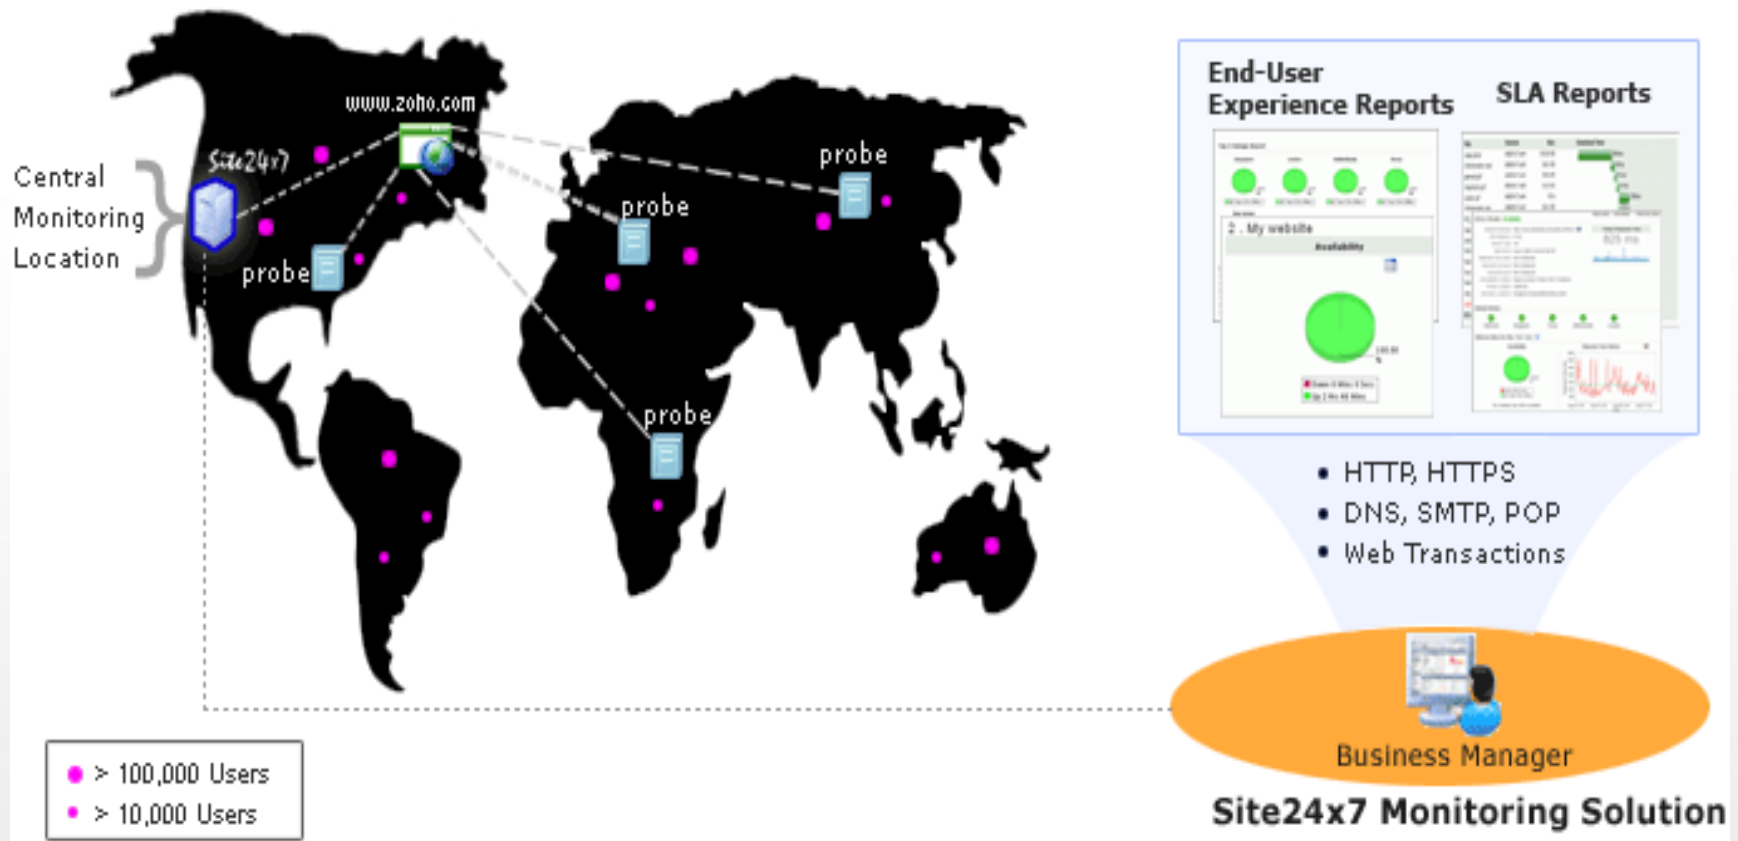 www.zoho.com
Site24x7
Central
Monitoring
Location
probe
probe
probe
probe
> 100,000 Users
> 10,000 Users
End-User
Experience Reports
SLA Reports
2 . My website
Availability
HTTP, HTTPS
DNS, SMTP, POP
Web Transactions
Business Manager
Site24x7 Monitoring Solution